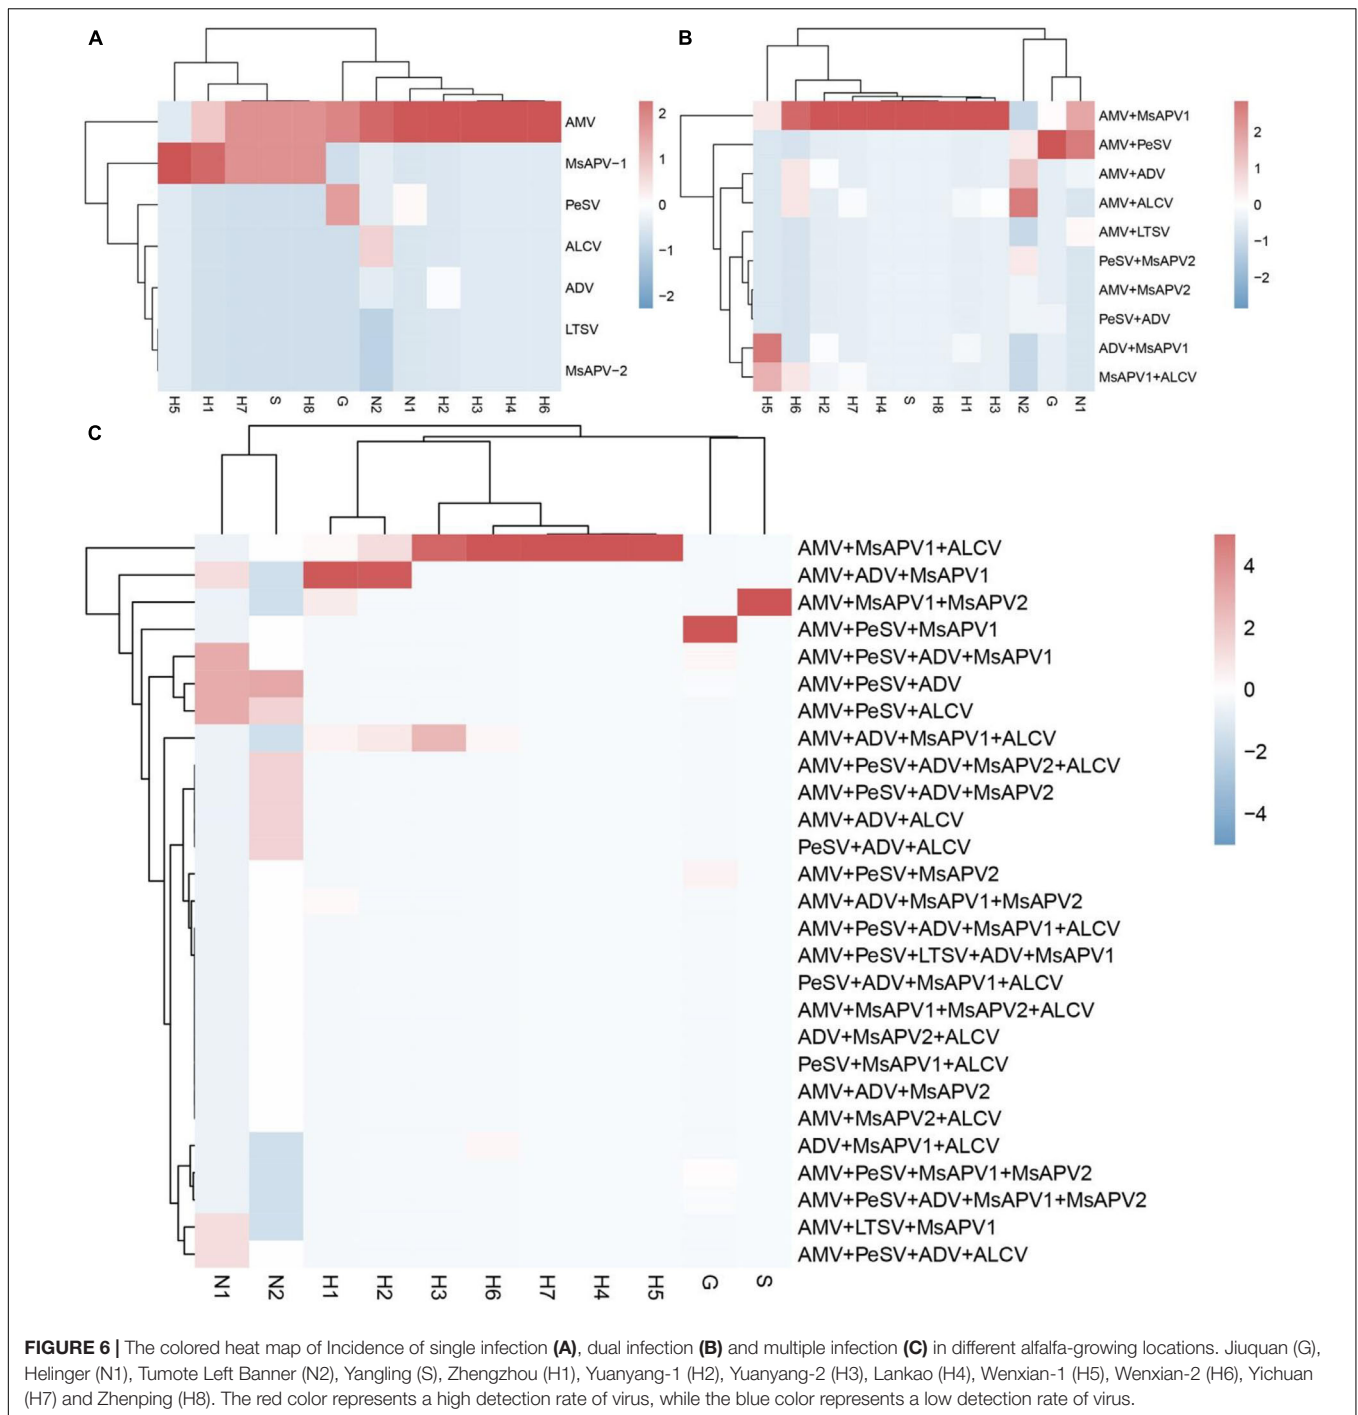 A
2
1
0
−1
−2
AMV
MsAPV−1
PeSV
ALCV
ADV
LTSV
MsAPV−2
H5 H1 H7 S H8 G N2 N1 H2 H3 H4 H6
B
2
1
0
−1
−2
AMV+MsAPV1
AMV+PeSV
AMV+ADV
AMV+ALCV
AMV+LTSV
PeSV+MsAPV2
AMV+MsAPV2
PeSV+ADV
ADV+MsAPV1
MsAPV1+ALCV
H5 H6 H2 H7 H4 S H8 H1 H3 N2 G N1
C
4
2
0
−2
−4
AMV+MsAPV1+ALCV
AMV+ADV+MsAPV1
AMV+MsAPV1+MsAPV2
AMV+PeSV+MsAPV1
AMV+PeSV+ADV+MsAPV1
AMV+PeSV+ADV
AMV+PeSV+ALCV
AMV+ADV+MsAPV1+ALCV
AMV+PeSV+ADV+MsAPV2+ALCV
AMV+PeSV+ADV+MsAPV2
AMV+ADV+ALCV
PeSV+ADV+ALCV
AMV+PeSV+MsAPV2
AMV+ADV+MsAPV1+MsAPV2
AMV+PeSV+ADV+MsAPV1+ALCV
AMV+PeSV+LTSV+ADV+MsAPV1
PeSV+ADV+MsAPV1+ALCV
AMV+MsAPV1+MsAPV2+ALCV
ADV+MsAPV2+ALCV
PeSV+MsAPV1+ALCV
AMV+ADV+MsAPV2
AMV+MsAPV2+ALCV
ADV+MsAPV1+ALCV
AMV+PeSV+MsAPV1+MsAPV2
AMV+PeSV+ADV+MsAPV1+MsAPV2
AMV+LTSV+MsAPV1
AMV+PeSV+ADV+ALCV
N1 N2 H1 H2 H3 H6 H7 H4 H5 G S
FIGURE 6 | The colored heat map of Incidence of single infection (A), dual infection (B) and multiple infection (C) in different alfalfa-growing locations. Jiuquan (G),
Helinger (N1), Tumote Left Banner (N2), Yangling (S), Zhengzhou (H1), Yuanyang-1 (H2), Yuanyang-2 (H3), Lankao (H4), Wenxian-1 (H5), Wenxian-2 (H6), Yichuan
(H7) and Zhenping (H8). The red color represents a high detection rate of virus, while the blue color represents a low detection rate of virus.